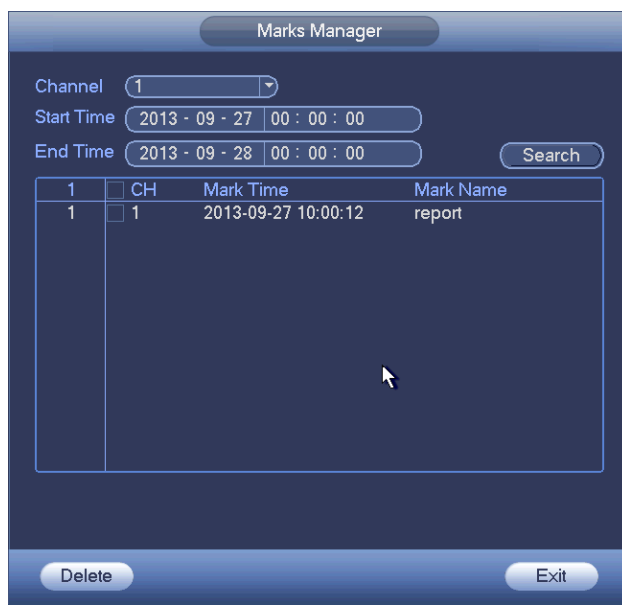 Marks Manager
Channel 1
Start Time 2013 - 09 - 27 00 : 00 : 00
End Time 2013 - 09 - 28 00 : 00 : 00
Search
1 CH Mark Time Mark Name
1 1 2013-09-27 10:00:12 report
Delete Exit